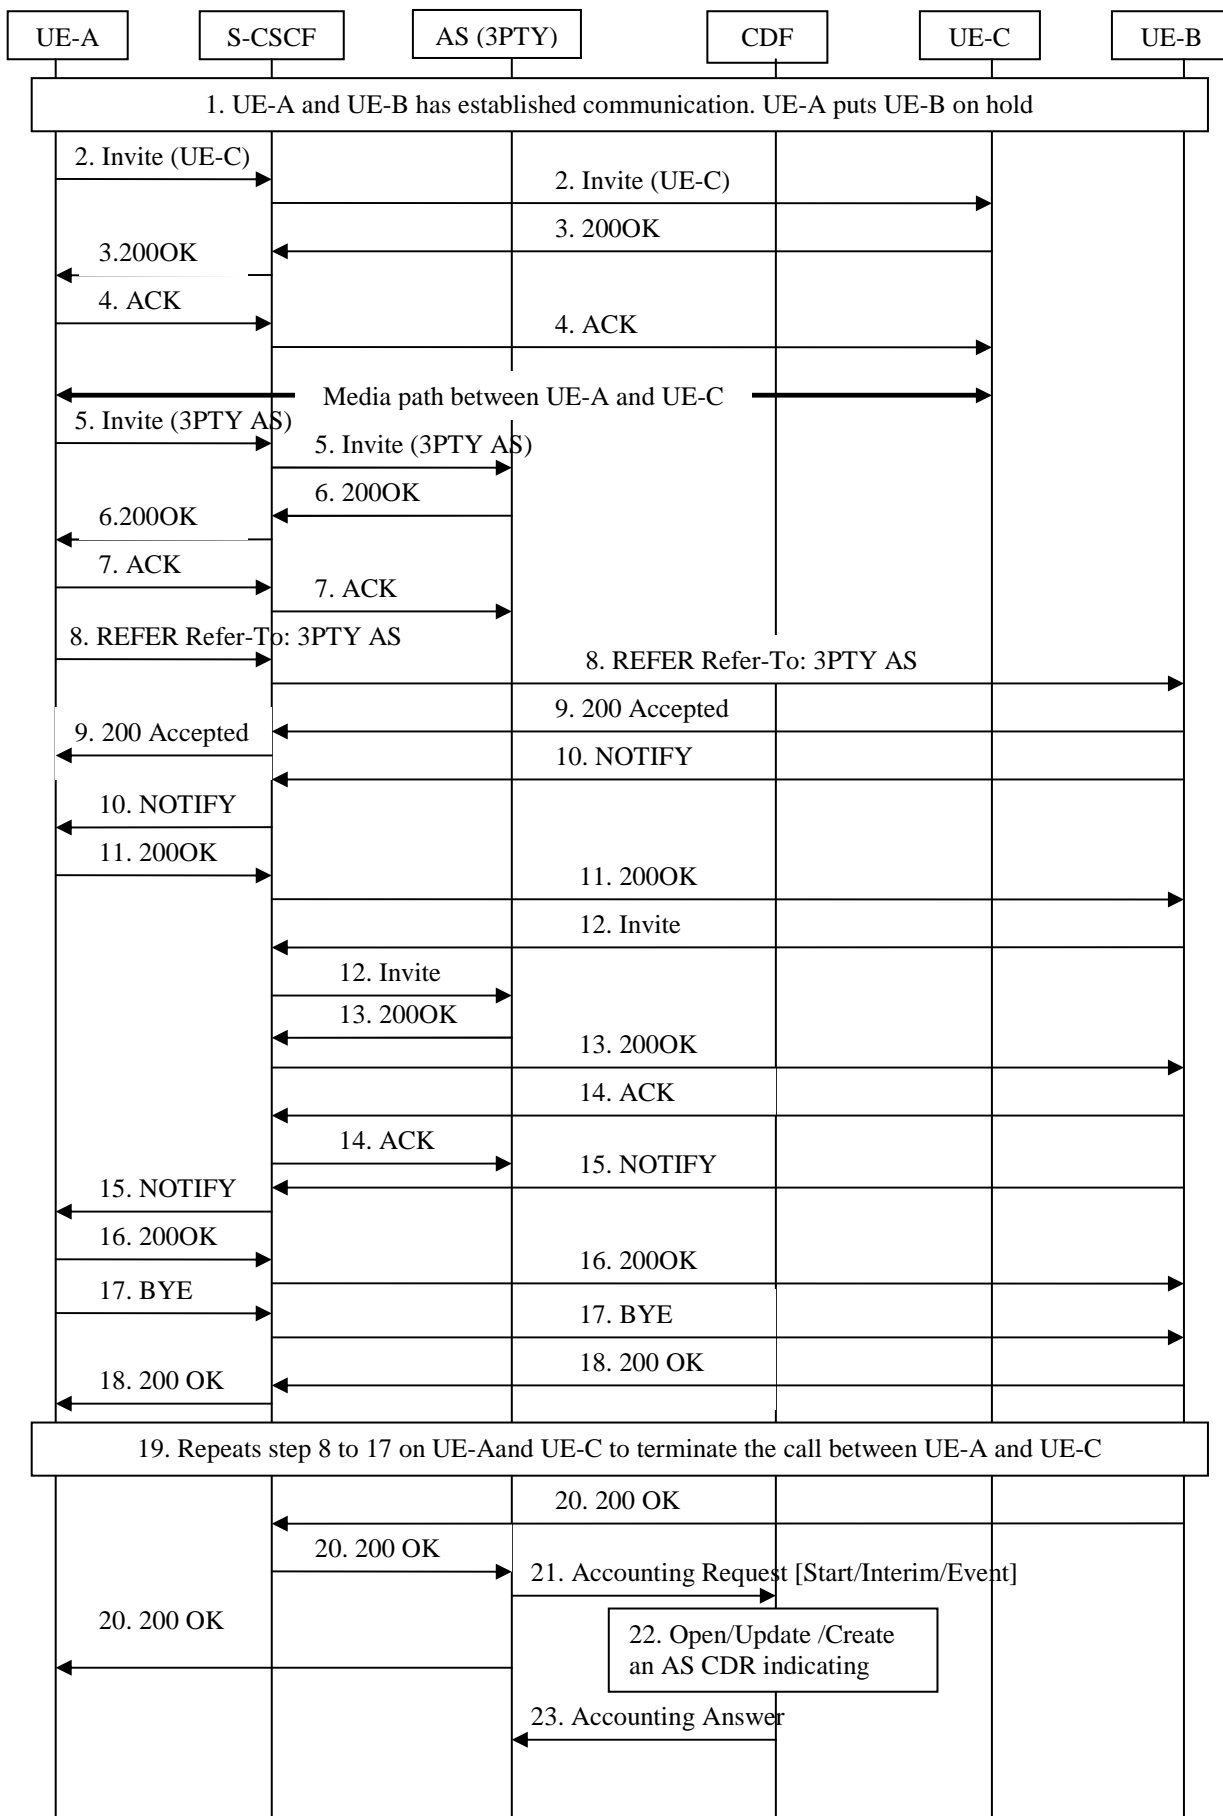 UE-A
S-CSCF
AS (3PTY)
CDF
UE-C
UE-B
1. UE-A and UE-B has established communication. UE-A puts UE-B on hold
2. Invite (UE-C)
2. Invite (UE-C)
3. 200OK
3.200OK
4. ACK
4. ACK
Media path between UE-A and UE-C
5. Invite (3PTY AS)
5. Invite (3PTY AS)
6. 200OK
6.200OK
7. ACK
7. ACK
8. REFER Refer-To: 3PTY AS
8. REFER Refer-To: 3PTY AS
9. 200 Accepted
9. 200 Accepted
10. NOTIFY
10. NOTIFY
11. 200OK
11. 200OK
12. Invite
12. Invite
13. 200OK
13. 200OK
14. ACK
14. ACK
15. NOTIFY
15. NOTIFY
16. 200OK
16. 200OK
17. BYE
17. BYE
18. 200 OK
18. 200 OK
19. Repeats step 8 to 17 on UE-Aand UE-C to terminate the call between UE-A and UE-C
20. 200 OK
20. 200 OK
21. Accounting Request [Start/Interim/Event]
20. 200 OK
22. Open/Update /Create
an AS CDR indicating
23. Accounting Answer